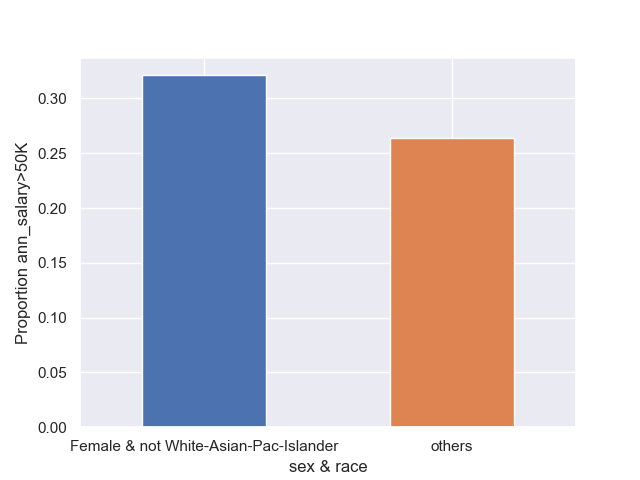 Proportion ann_salary>50K
0.30
0.25
0.20
0.15
0.10
0.05
0.00
Female & not White-Asian-Pac-Islander
others
sex & race